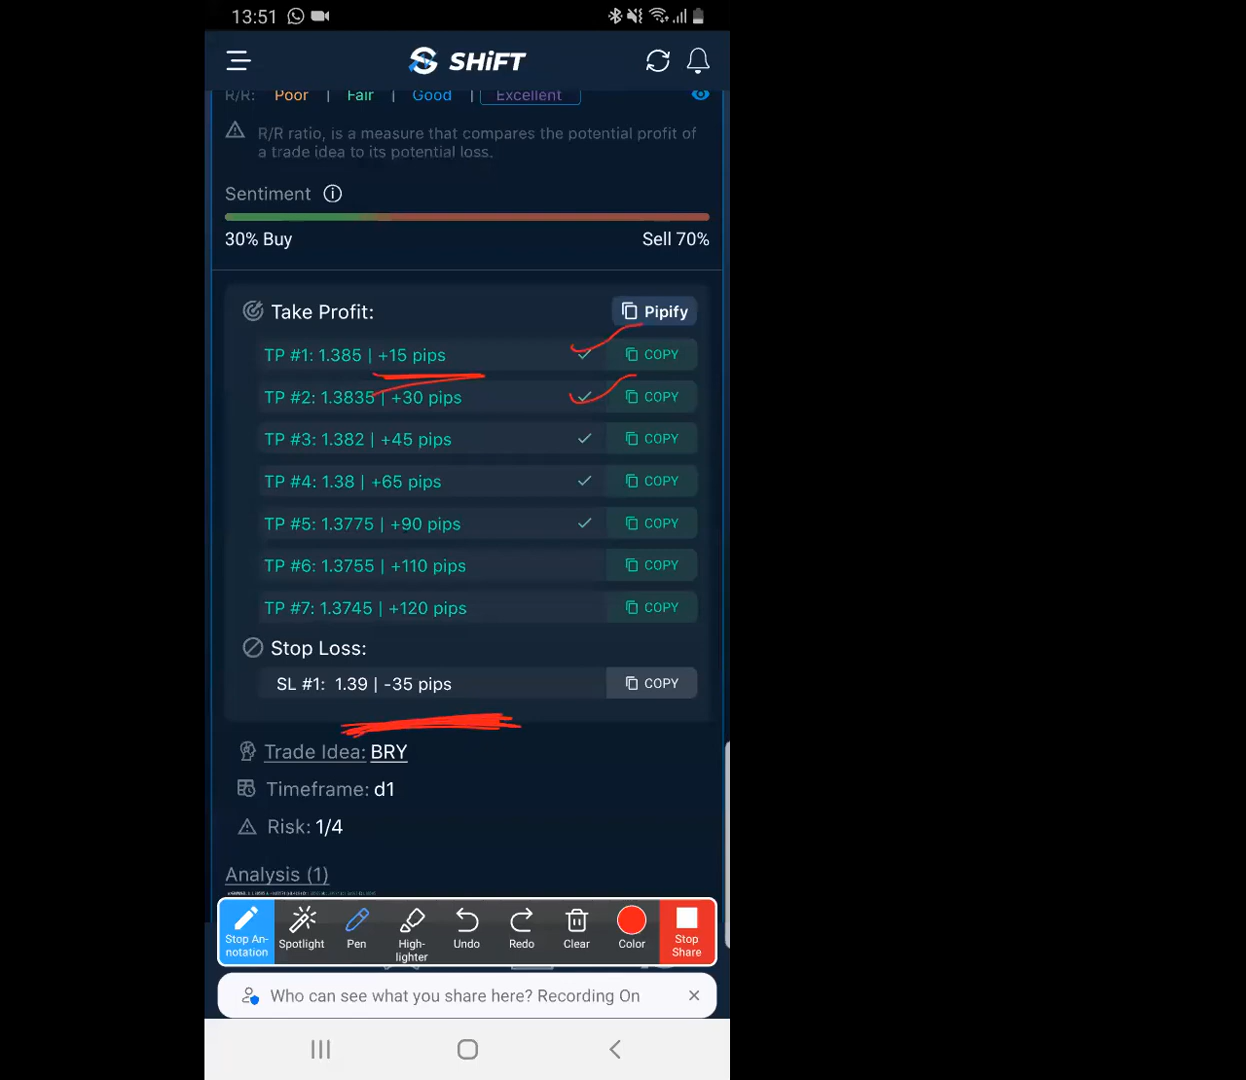 13:51
SHiFT
R/R: Poor | Fair | Good | Excellent
R/R ratio, is a measure that compares the potential profit of
a trade idea to its potential loss.
Sentiment
30% Buy Sell 70%
Take Profit: Pipify
TP #1: 1.385 | +15 pips COPY
TP #2: 1.3835 | +30 pips COPY
TP #3: 1.382 | +45 pips COPY
TP #4: 1.38 | +65 pips COPY
TP #5: 1.3775 | +90 pips COPY
TP #6: 1.3755 | +110 pips COPY
TP #7: 1.3745 | +120 pips COPY
Stop Loss:
SL #1: 1.39 | -35 pips COPY
Trade Idea: BRY
Timeframe: d1
Risk: 1/4
Analysis (1)
Stop An-
notation
Spotlight
Pen
High-
lighter
Undo
Redo
Clear
Color
Stop
Share
Who can see what you share here? Recording On